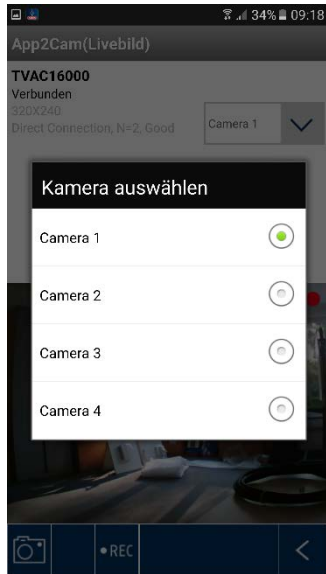 34% 09:18
App2Cam(Livebild)
TVAC16000
Verbunden
320X240
Direct Connection, N=2, Good
Camera 1
Kamera auswählen
Camera 1
Camera 2
Camera 3
Camera 4
REC